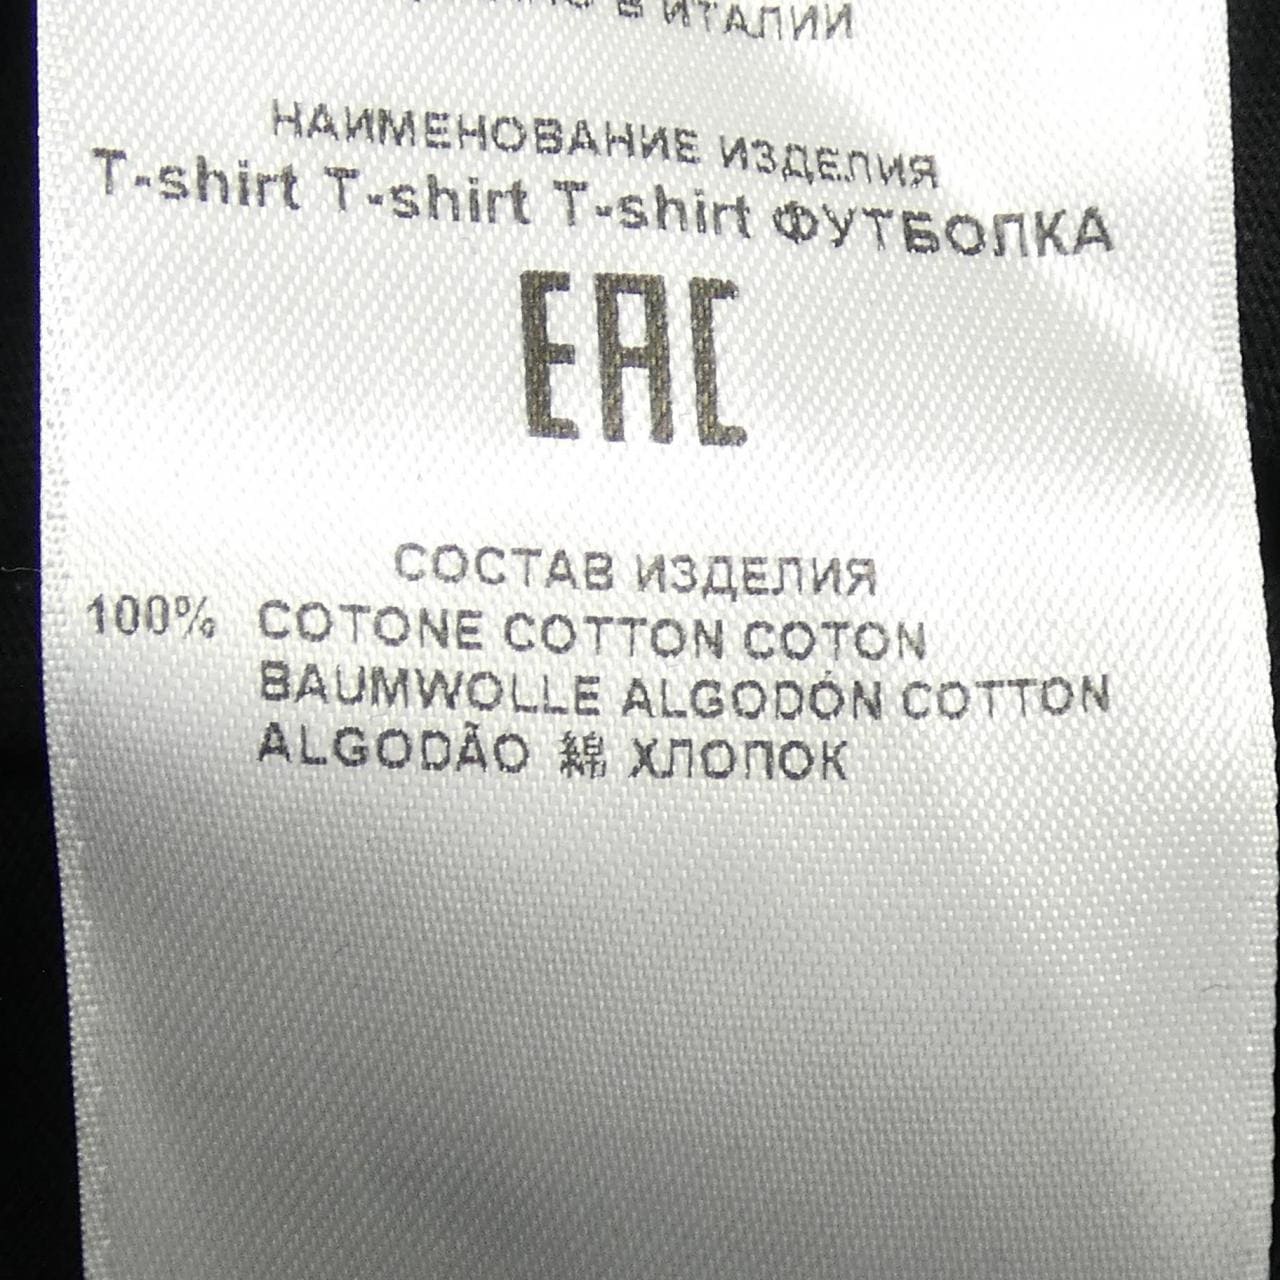 В ИТАЛИИ
НАИМЕНОВАНИЕ ИЗДЕЛИЯ
T-shirt T-shirt T-shirt ФУТБОЛКА
EAC
СОСТАВ ИЗДЕЛИЯ
100% COTONE COTTON COTON
BAUMWOLLE ALGODÓN COTTON
ALGODÃO 綿 ХЛОПОК